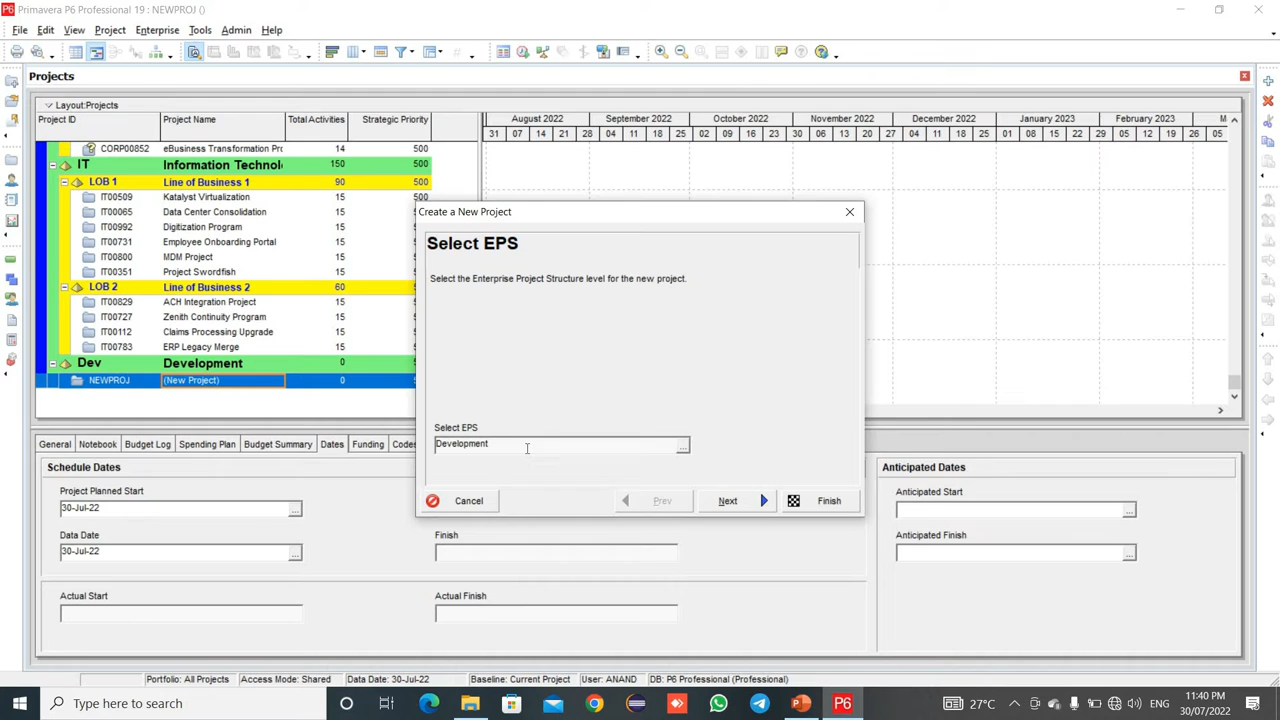 Primavera P6 Professional 19 : NEWPROJ ()
File Edit View Project Enterprise Tools Admin Help
Projects
Layout:Projects
Project ID Project Name Total Activities Strategic Priority
August 2022 September 2022 October 2022 November 2022 December 2022 January 2023 February 2023 M
31 07 14 21 28 04 11 18 25 02 09 16 23 30 06 13 20 27 04 11 18 25 01 08 15 22 29 05 12 19 26 05
CORP00852 eBusiness Transformation Pr 14 500
IT Information Technol 150 500
LOB 1 Line of Business 1 90 500
IT00509 Katalyst Virtualization 15 500
IT00065 Data Center Consolidation 15
IT00992 Digitization Program 15
IT00731 Employee Onboarding Portal 15
IT00800 MDM Project 15
IT00351 Project Swordfish 15
LOB 2 Line of Business 2 60
IT00829 ACH Integration Project 15
IT00727 Zenith Continuity Program 15
IT00112 Claims Processing Upgrade 15
IT00783 ERP Legacy Merge 15
Dev Development 0
NEWPROJ (New Project) 0
Create a New Project
Select EPS
Select the Enterprise Project Structure level for the new project.
Select EPS
Development
...
Cancel Prev Next Finish
General Notebook Budget Log Spending Plan Budget Summary Dates Funding Codes
Schedule Dates
Project Planned Start
30-Jul-22
Data Date
30-Jul-22
Actual Start
Finish
Actual Finish
Anticipated Dates
Anticipated Start
Anticipated Finish
Portfolio: All Projects Access Mode: Shared Data Date: 30-Jul-22 Baseline: Current Project User: ANAND DB: P6 Professional (Professional)
Type here to search
P6
27°C
ENG
11:40 PM
30/07/2022